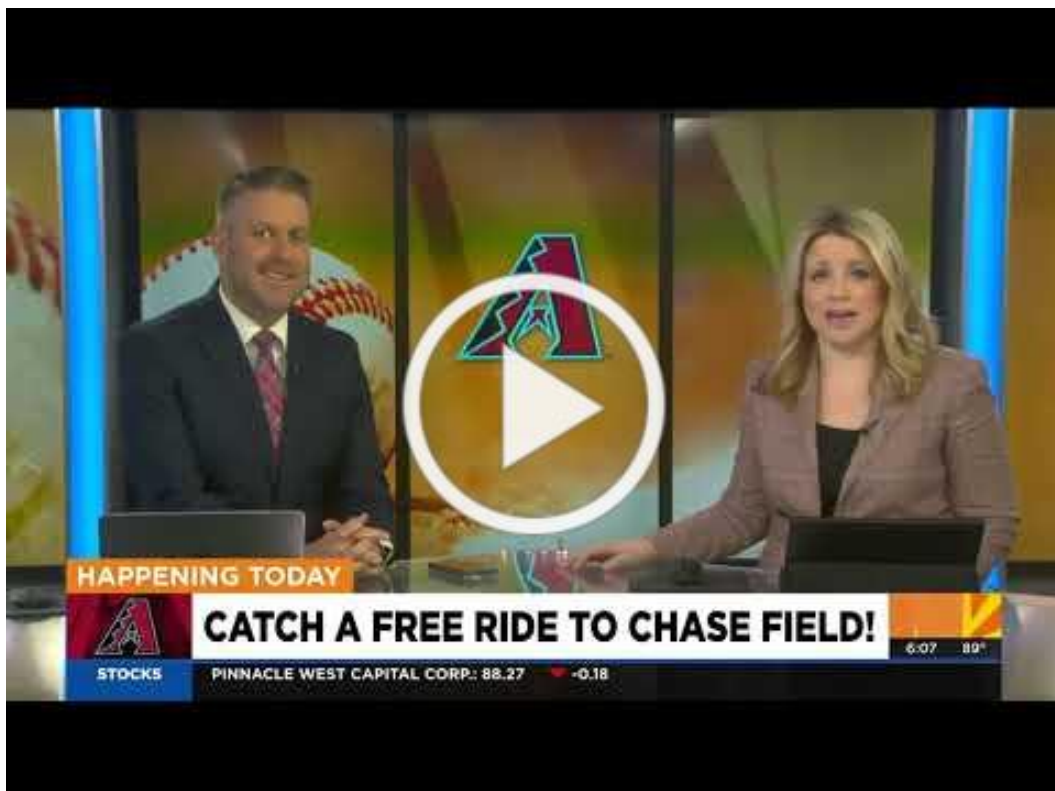 HAPPENING TODAY
CATCH A FREE RIDE TO CHASE FIELD!
6:07 89°
STOCKS PINNACLE WEST CAPITAL CORP.: 88.27 -0.18